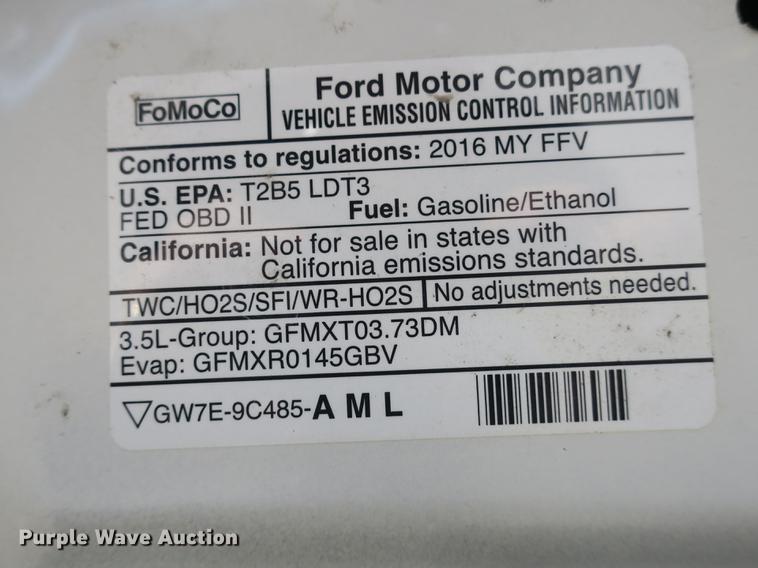 FoMoCo
Ford Motor Company
VEHICLE EMISSION CONTROL INFORMATION
Conforms to regulations: 2016 MY FFV
U.S. EPA: T2B5 LDT3
FED OBD II Fuel: Gasoline/Ethanol
California: Not for sale in states with
California emissions standards.
TWC/HO2S/SFI/WR-HO2S No adjustments needed.
3.5L-Group: GFMXT03.73DM
Evap: GFMXR0145GBV
▽GW7E-9C485-A M L
Purple Wave Auction